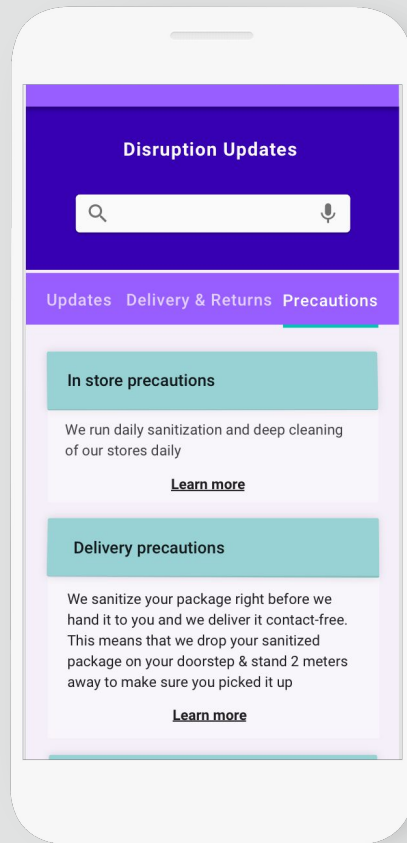 Disruption Updates
Updates Delivery & Returns Precautions
In store precautions
We run daily sanitization and deep cleaning
of our stores daily
Learn more
Delivery precautions
We sanitize your package right before we
hand it to you and we deliver it contact-free.
This means that we drop your sanitized
package on your doorstep & stand 2 meters
away to make sure you picked it up
Learn more